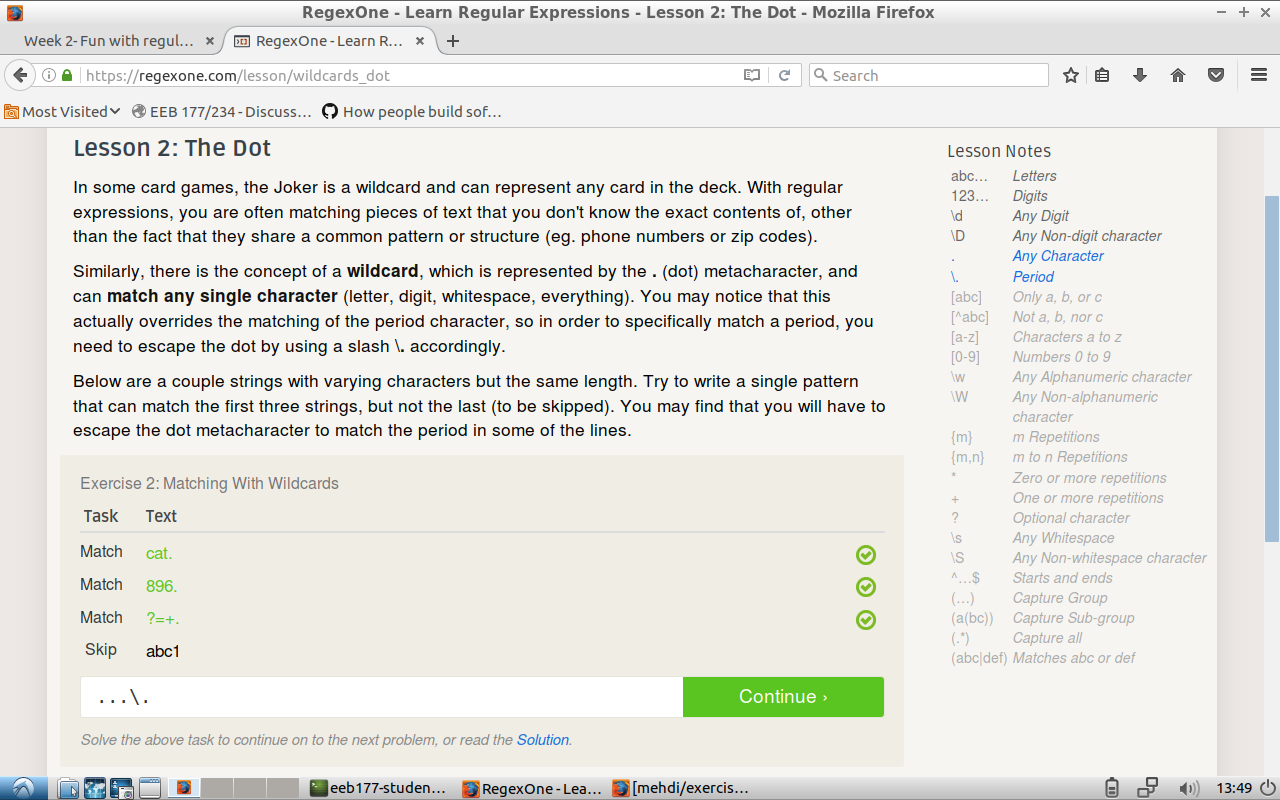 RegexOne - Learn Regular Expressions - Lesson 2: The Dot - Mozilla Firefox
Week 2- Fun with regul... × RegexOne - Learn R... × +
https://regexone.com/lesson/wildcards_dot Search
Most Visited EEB 177/234 - Discuss... How people build sof...
Lesson 2: The Dot
In some card games, the Joker is a wildcard and can represent any card in the deck. With regular
expressions, you are often matching pieces of text that you don't know the exact contents of, other
than the fact that they share a common pattern or structure (eg. phone numbers or zip codes).
Similarly, there is the concept of a wildcard, which is represented by the . (dot) metacharacter, and
can match any single character (letter, digit, whitespace, everything). You may notice that this
actually overrides the matching of the period character, so in order to specifically match a period, you
need to escape the dot by using a slash \. accordingly.
Below are a couple strings with varying characters but the same length. Try to write a single pattern
that can match the first three strings, but not the last (to be skipped). You may find that you will have to
escape the dot metacharacter to match the period in some of the lines.
Exercise 2: Matching With Wildcards
Task Text
Match cat.
Match 896.
Match ?=+.
Skip abc1
...\. Continue ›
Solve the above task to continue on to the next problem, or read the Solution.
Lesson Notes
abc... Letters
123... Digits
\d Any Digit
\D Any Non-digit character
. Any Character
\. Period
[abc] Only a, b, or c
[^abc] Not a, b, nor c
[a-z] Characters a to z
[0-9] Numbers 0 to 9
\w Any Alphanumeric character
\W Any Non-alphanumeric
character
{m} m Repetitions
{m,n} m to n Repetitions
* Zero or more repetitions
+ One or more repetitions
? Optional character
\s Any Whitespace
\S Any Non-whitespace character
^...$ Starts and ends
(...) Capture Group
(a(bc)) Capture Sub-group
(.*) Capture all
(abc|def) Matches abc or def
eeb177-studen... RegexOne - Lea... [mehdi/exercis... 13:49